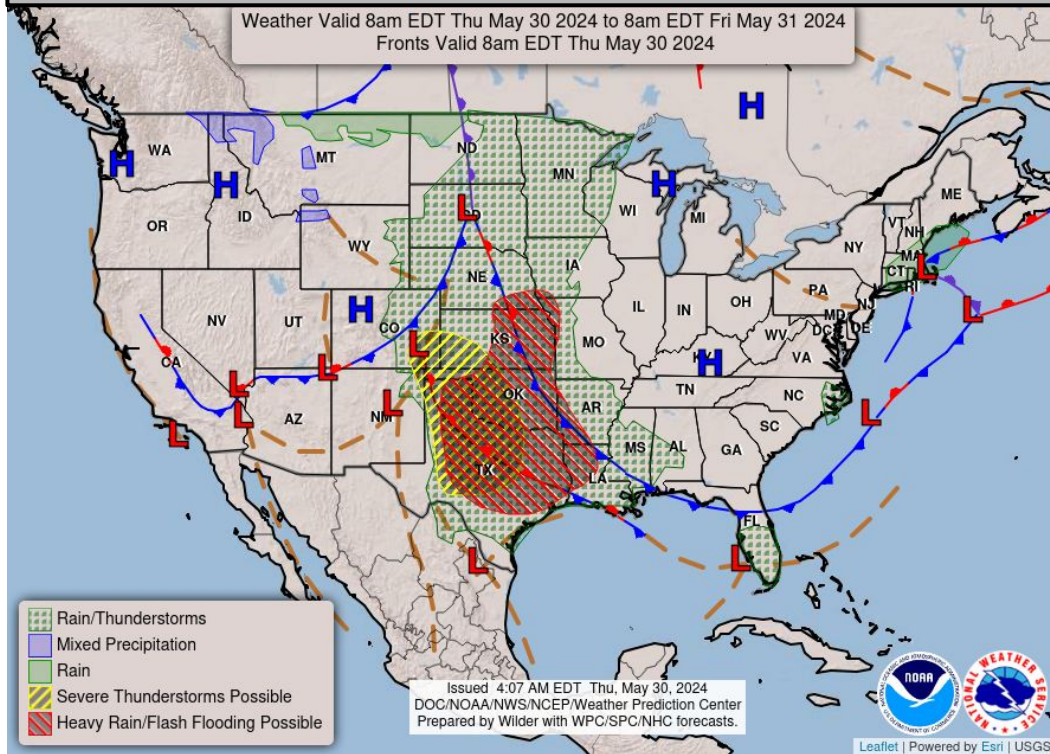 Weather Valid 8am EDT Thu May 30 2024 to 8am EDT Fri May 31 2024
Fronts Valid 8am EDT Thu May 30 2024
H
WA
H
H
MT
ND
MN
H
WI
MI
ME
VT
NH
OR
ID
L
WY
NY
MA
L
CT
RI
NE
IA
PA
NJ
L
H
NV
UT
CO
IL
IN
OH
MD
DE
DC
WV
KS
MO
VA
L
KY
H
CA
L
L
TN
NC
L
AZ
NM
L
OK
AR
SC
L
L
MS
AL
GA
TX
LA
FL
L
L
Rain/Thunderstorms
Mixed Precipitation
Rain
Severe Thunderstorms Possible
Heavy Rain/Flash Flooding Possible
Issued 4:07 AM EDT Thu, May 30, 2024
DOC/NOAA/NWS/NCEP/Weather Prediction Center
Prepared by Wilder with WPC/SPC/NHC forecasts.
NOAA
NATIONAL WEATHER SERVICE
Leaflet | Powered by Esri | USGS